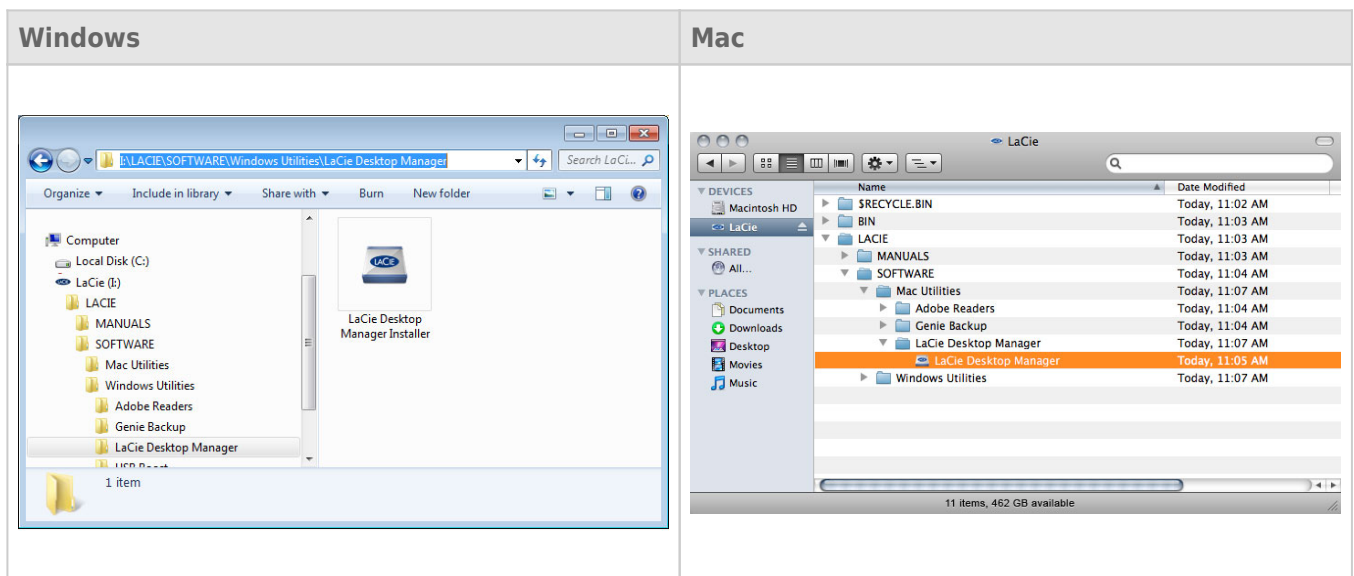 Windows
Mac
I:\LACIE\SOFTWARE\Windows Utilities\LaCie Desktop Manager
Search LaCi...
Organize Include in library Share with Burn New folder
Computer
Local Disk (C:)
LaCie (I:)
LACIE
MANUALS
SOFTWARE
Mac Utilities
Windows Utilities
Adobe Readers
Genie Backup
LaCie Desktop Manager
USB Boost
LACIE
LaCie Desktop
Manager Installer
1 item
LaCie
DEVICES
Macintosh HD
LaCie
SHARED
All...
PLACES
Documents
Downloads
Desktop
Movies
Music
Name Date Modified
$RECYCLE.BIN Today, 11:02 AM
BIN Today, 11:03 AM
LACIE Today, 11:03 AM
MANUALS Today, 11:03 AM
SOFTWARE Today, 11:04 AM
Mac Utilities Today, 11:07 AM
Adobe Readers Today, 11:04 AM
Genie Backup Today, 11:04 AM
LaCie Desktop Manager Today, 11:07 AM
LaCie Desktop Manager Today, 11:05 AM
Windows Utilities Today, 11:07 AM
11 items, 462 GB available